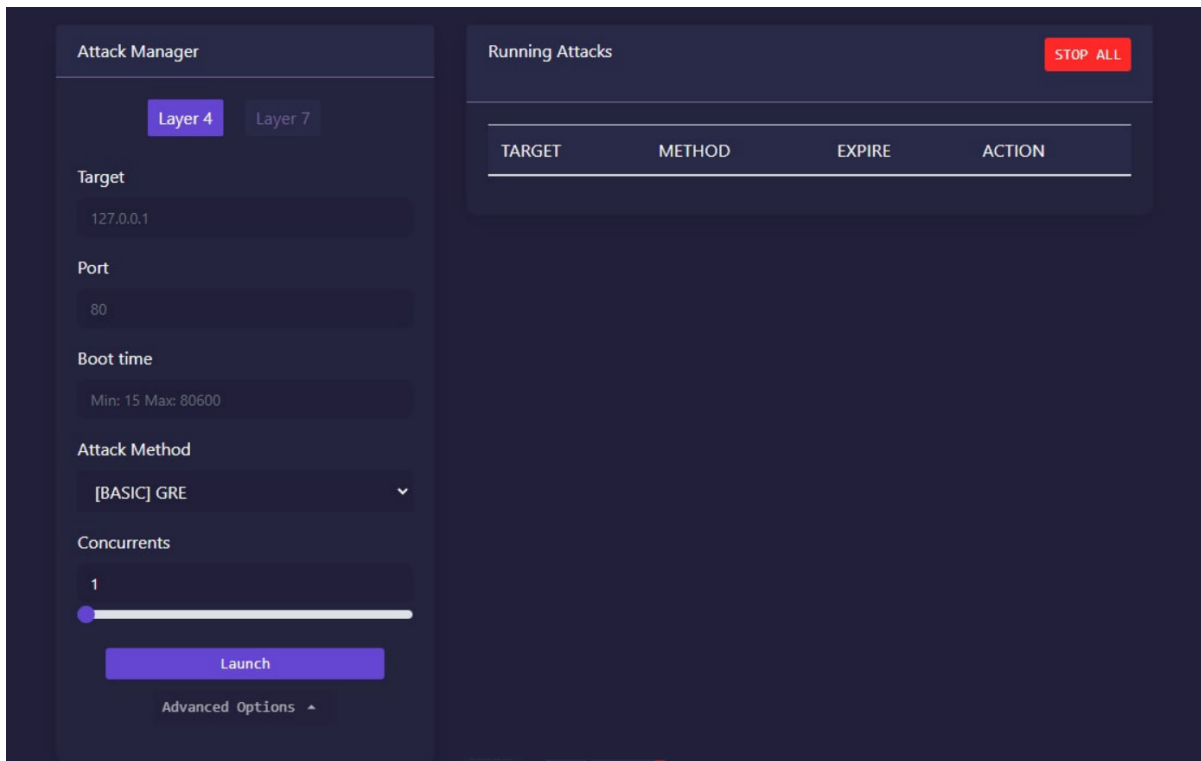 Attack Manager
Layer 4 Layer 7
Target
127.0.0.1
Port
80
Boot time
Min: 15 Max: 80600
Attack Method
[BASIC] GRE
Concurrents
1
Launch
Advanced Options
Running Attacks
STOP ALL
TARGET METHOD EXPIRE ACTION